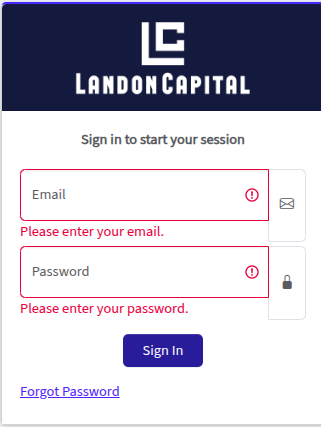 LC
LANDON CAPITAL
Sign in to start your session
Email
Please enter your email.
Password
Please enter your password.
Sign In
Forgot Password